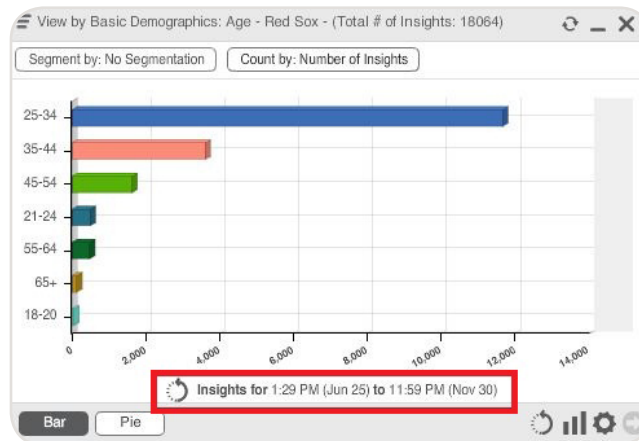 View by Basic Demographics: Age - Red Sox - (Total # of Insights: 18064)
Segment by: No Segmentation
Count by: Number of Insights
25-34
35-44
45-54
21-24
55-64
65+
18-20
0 2,000 4,000 6,000 8,000 10,000 12,000 14,000
Insights for 1:29 PM (Jun 25) to 11:59 PM (Nov 30)
Bar Pie